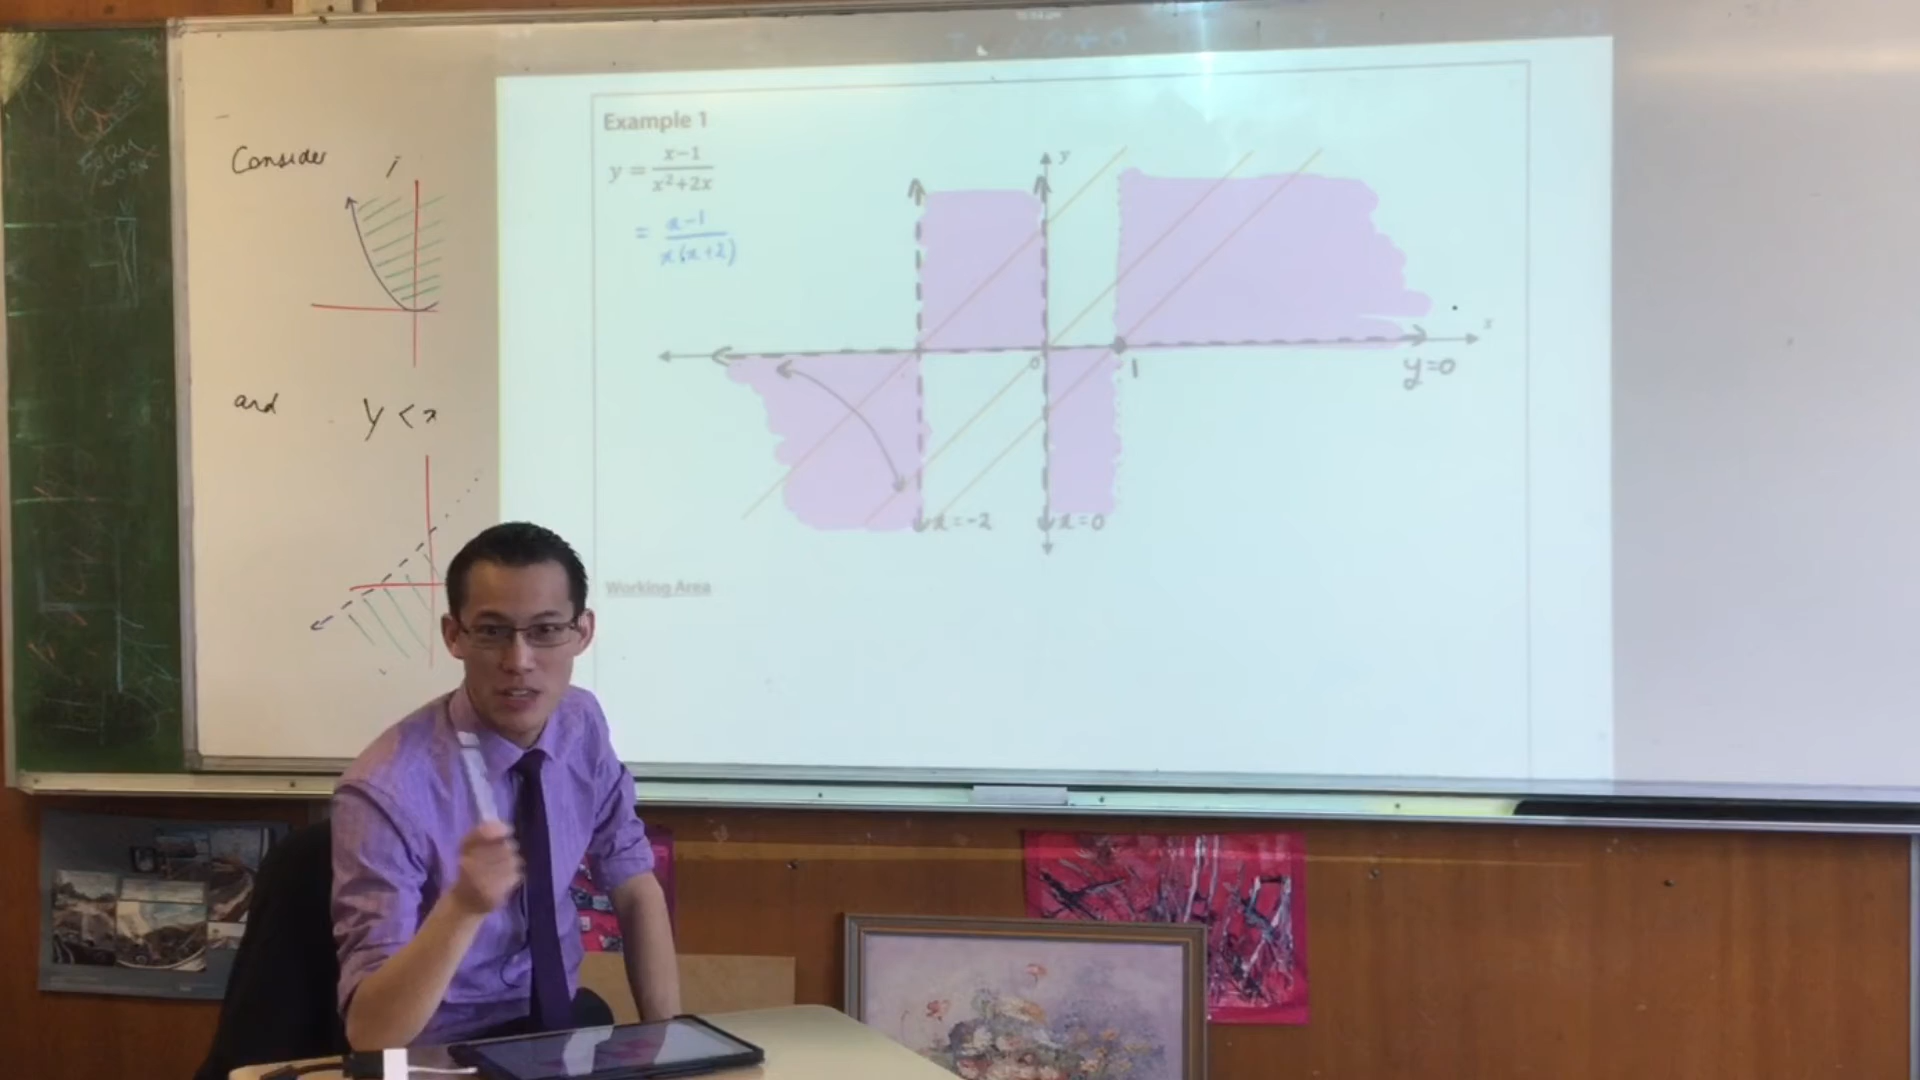 Consider
and
y < x
Example 1
y = x-1 / x²+2x
= x-1 / x(x+2)
y
x
0
1
y=0
x=-2
x=0
Working Area